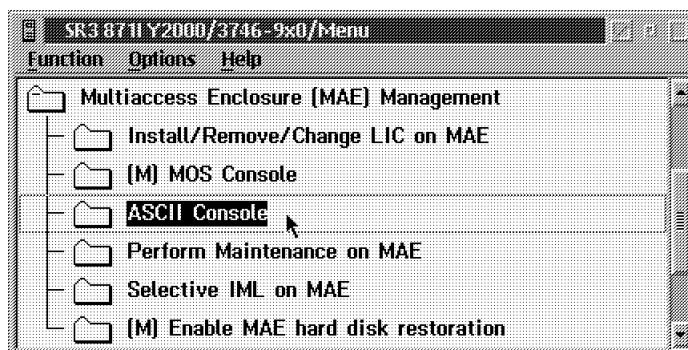 SR3 871I Y2000/3746-9x0/Menu
Function Options Help
Multiaccess Enclosure (MAE) Management
Install/Remove/Change LIC on MAE
(M) MOS Console
ASCII Console
Perform Maintenance on MAE
Selective IML on MAE
(M) Enable MAE hard disk restoration